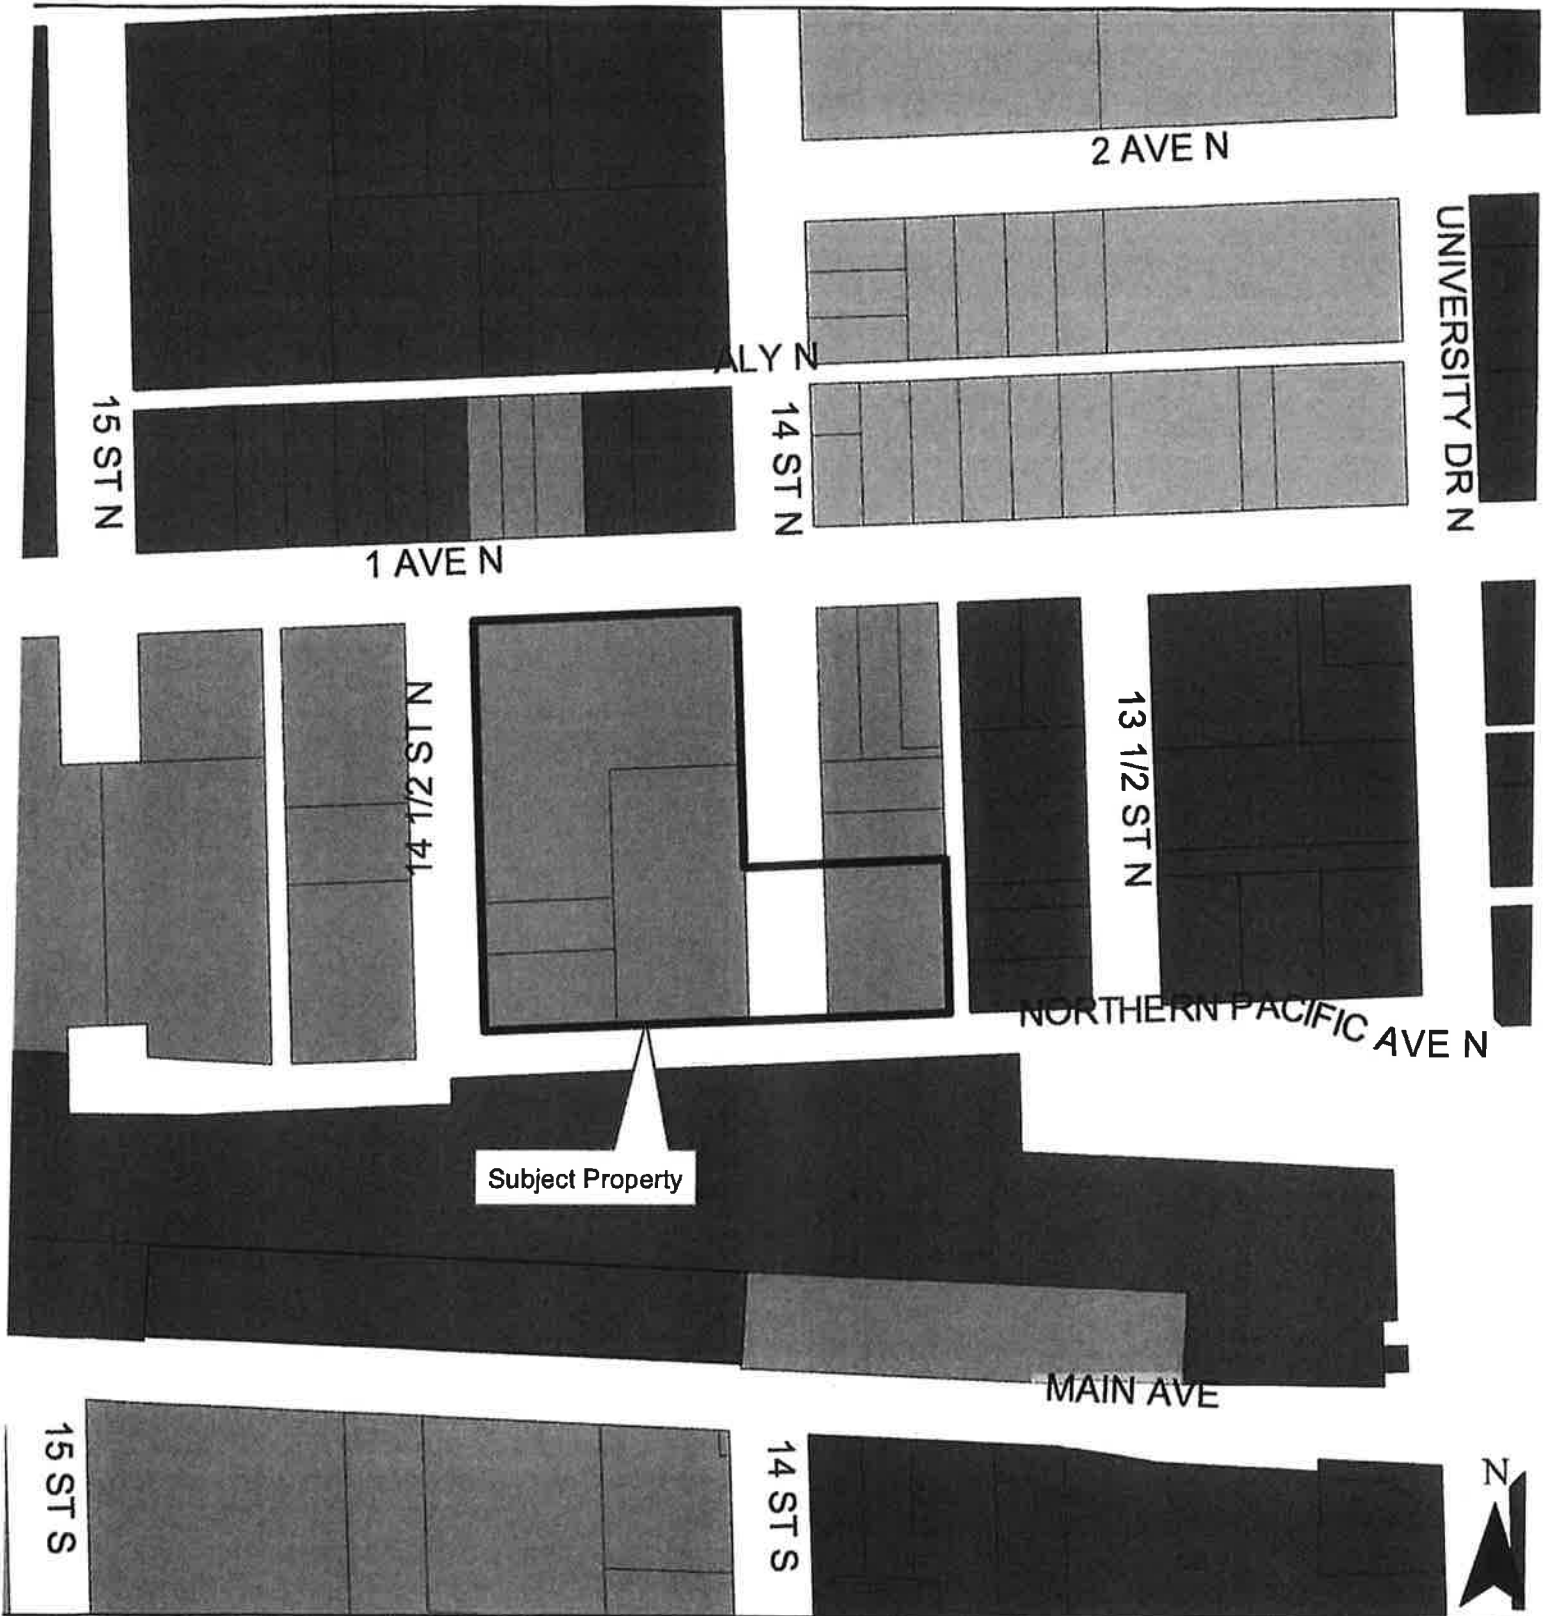 2 AVE N
UNIVERSITY DR N
ALY N
15 ST N
14 ST N
1 AVE N
14 1/2 ST N
13 1/2 ST N
NORTHERN PACIFIC AVE N
Subject Property
MAIN AVE
15 ST S
14 ST S
N